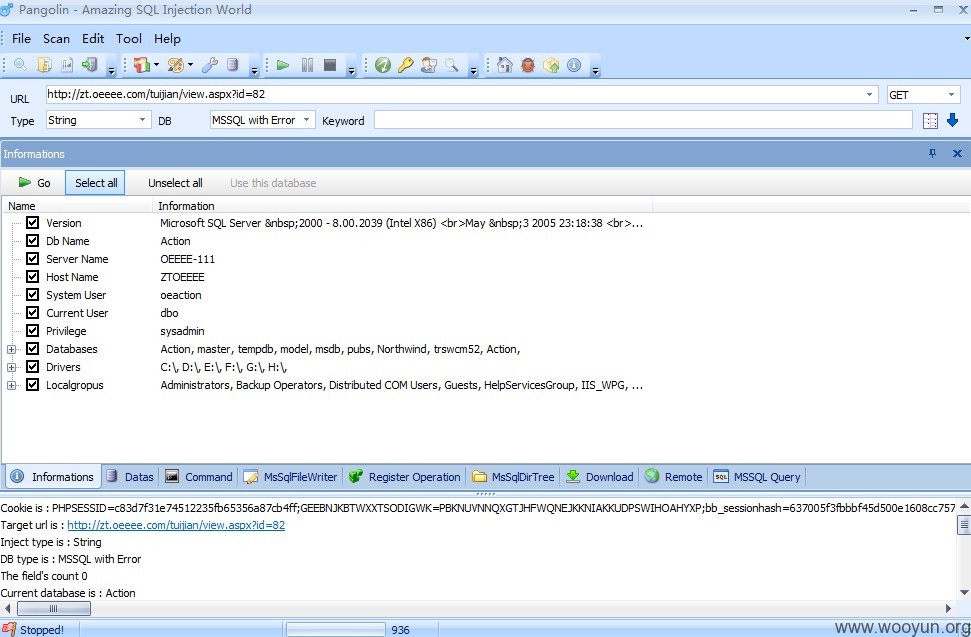 Pangolin - Amazing SQL Injection World
File Scan Edit Tool Help
URL http://zt.oeeee.com/tuijian/view.aspx?id=82 GET
Type String DB MSSQL with Error Keyword
Informations
Go Select all Unselect all Use this database
Name Information
Version Microsoft SQL Server &nbsp;2000 - 8.00.2039 (Intel X86) <br>May &nbsp;3 2005 23:18:38 <br>...
Db Name Action
Server Name OEEEE-111
Host Name ZTOEEEE
System User oeaction
Current User dbo
Privilege sysadmin
Databases Action, master, tempdb, model, msdb, pubs, Northwind, trswcm52, Action,
Drivers C:\, D:\, E:\, F:\, G:\, H:\,
Localgropus Administrators, Backup Operators, Distributed COM Users, Guests, HelpServicesGroup, IIS_WPG, ...
Informations Datas Command MsSqlFileWriter Register Operation MsSqlDirTree Download Remote SQL MSSQL Query
Cookie is : PHPSESSID=c83d7f31e74512235fb65356a87cb4ff;GEEBNJKBTWXXTSODIGWK=PBKNUVNNQXGTJHFWQNEJKKNIAKKUDPSWIHOAHYXP;bb_sessionhash=637005f3fbbbf45d500e1608cc757
Target url is : http://zt.oeeee.com/tuijian/view.aspx?id=82
Inject type is : String
DB type is : MSSQL with Error
The field's count 0
Current database is : Action
Stopped! 936
www.wooyun.org